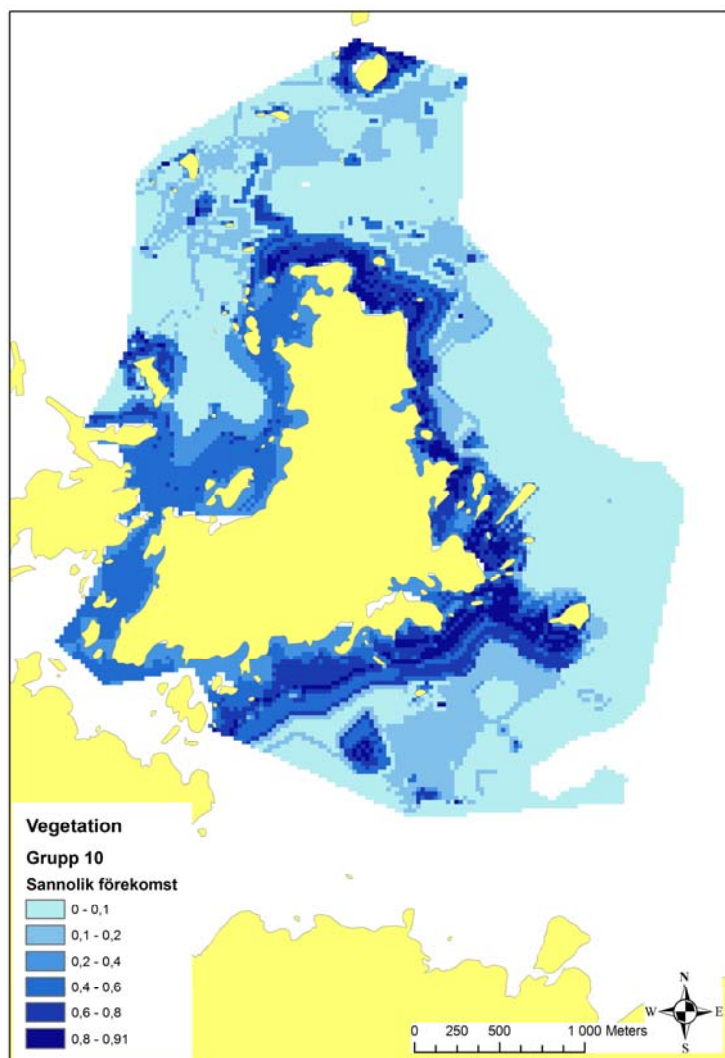 Vegetation
Grupp 10
Sannolik förekomst
0 - 0,1
0,1 - 0,2
0,2 - 0,4
0,4 - 0,6
0,6 - 0,8
0,8 - 0,91
N
W E
S
0 250 500 1 000 Meters